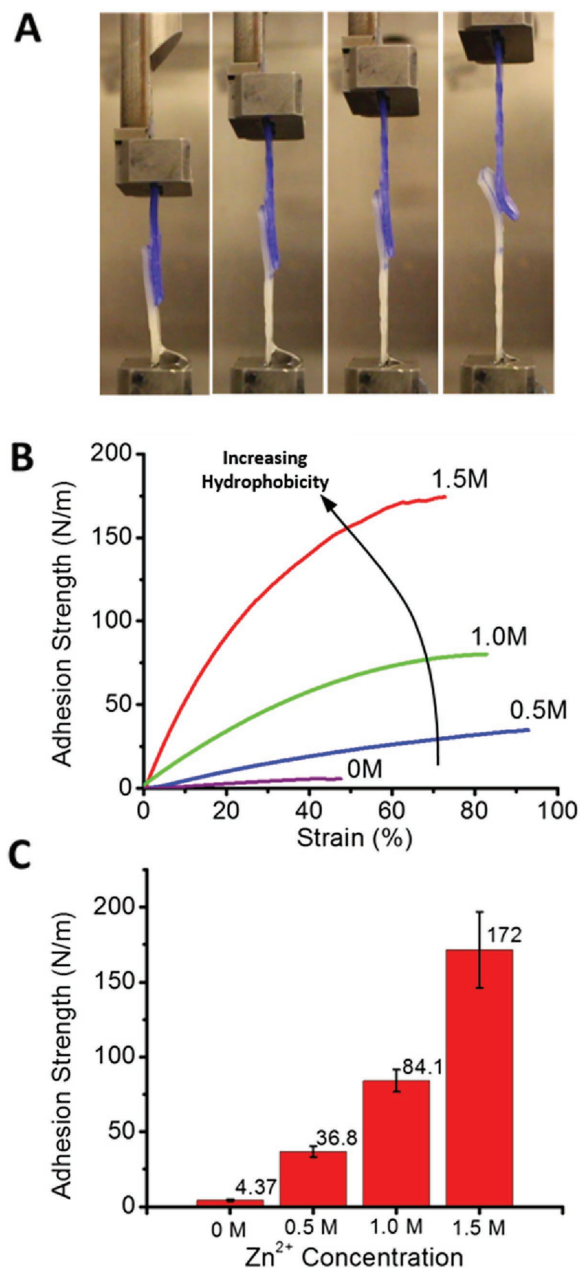 A
B
Adhesion Strength (N/m)
200
150
100
50
0
Increasing
Hydrophobicity
1.5M
1.0M
0.5M
0M
0 20 40 60 80 100
Strain (%)
C
Adhesion Strength (N/m)
200
150
100
50
0
4.37
36.8
84.1
172
0 M 0.5 M 1.0 M 1.5 M
Zn²⁺ Concentration